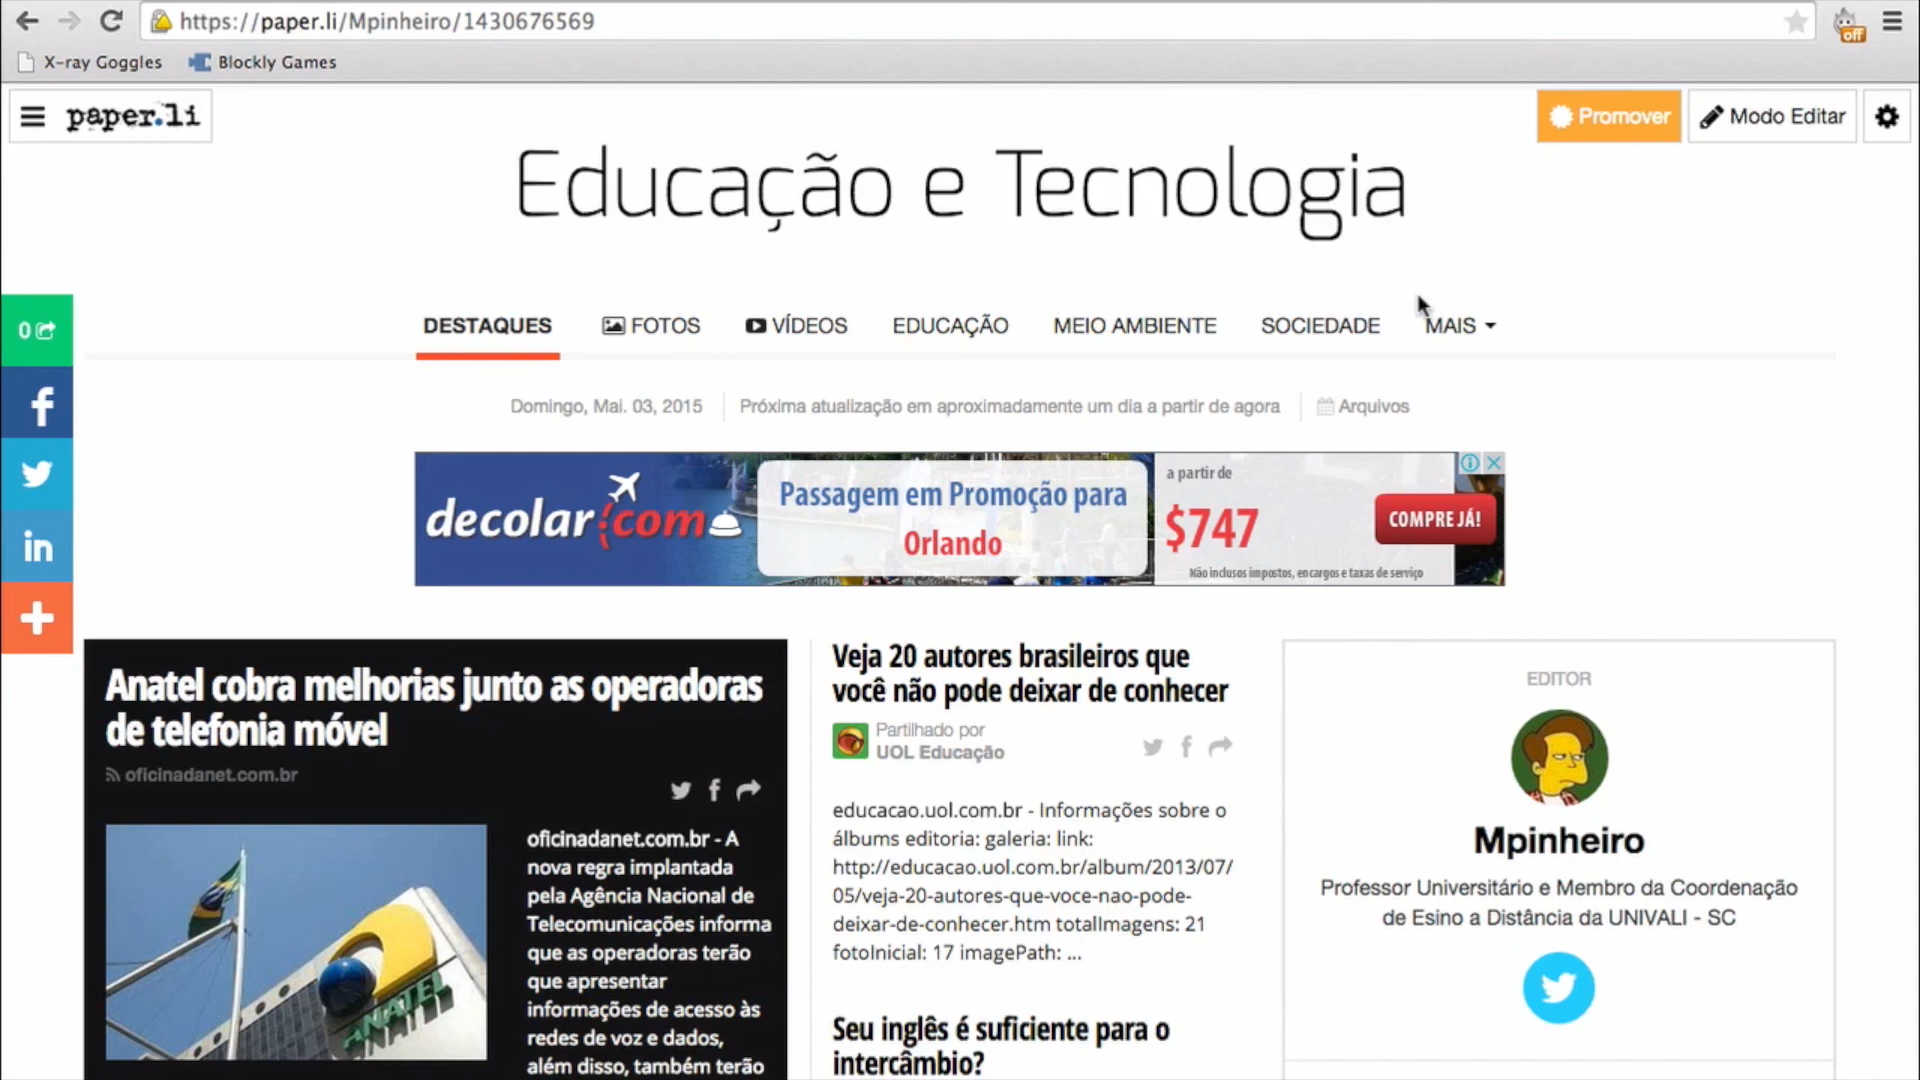 https://paper.li/Mpinheiro/1430676569
off
X-ray Goggles
Blockly Games
paper.li
Promover
Modo Editar
Educação e Tecnologia
DESTAQUES
FOTOS
VÍDEOS
EDUCAÇÃO
MEIO AMBIENTE
SOCIEDADE
MAIS
0
Domingo, Mai. 03, 2015
Próxima atualização em aproximadamente um dia a partir de agora
Arquivos
decolar.com
Passagem em Promoção para
Orlando
a partir de
$747
Não inclusos impostos, encargos e taxas de serviço
COMPRE JÁ!
Anatel cobra melhorias junto as operadoras
de telefonia móvel
oficinadanet.com.br
ANATEL
oficinadanet.com.br - A
nova regra implantada
pela Agência Nacional de
Telecomunicações informa
que as operadoras terão
que apresentar
informações de acesso às
redes de voz e dados,
além disso, também terão
Veja 20 autores brasileiros que
você não pode deixar de conhecer
Partilhado por
UOL Educação
educacao.uol.com.br - Informações sobre o
álbums editoria: galeria: link:
http://educacao.uol.com.br/album/2013/07/
05/veja-20-autores-que-voce-nao-pode-
deixar-de-conhecer.htm totalImagens: 21
fotoInicial: 17 imagePath: ...
Seu inglês é suficiente para o
intercâmbio?
EDITOR
Mpinheiro
Professor Universitário e Membro da Coordenação
de Esino a Distância da UNIVALI - SC